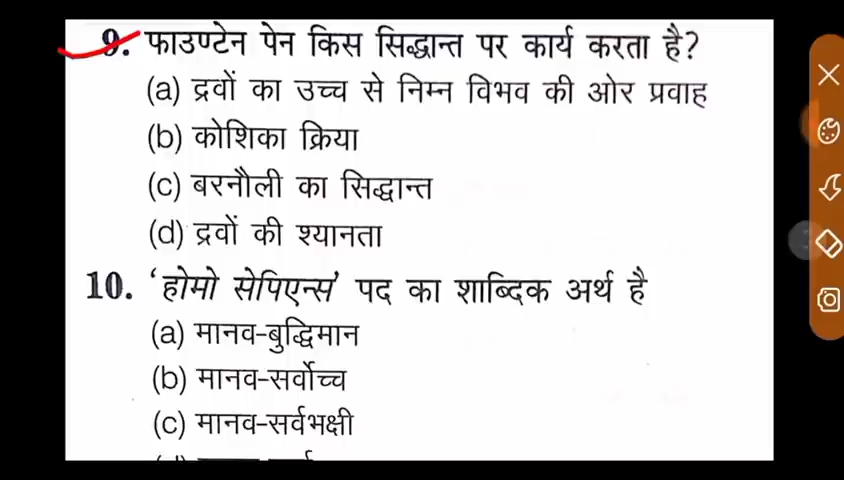 9. फाउण्टेन पेन किस सिद्धान्त पर कार्य करता है?
(a) द्रवों का उच्च से निम्न विभव की ओर प्रवाह
(b) कोशिका क्रिया
(c) बरनौली का सिद्धान्त
(d) द्रवों की श्यानता
10. 'होमो सेपिएन्स' पद का शाब्दिक अर्थ है
(a) मानव-बुद्धिमान
(b) मानव-सर्वोच्च
(c) मानव-सर्वभक्षी